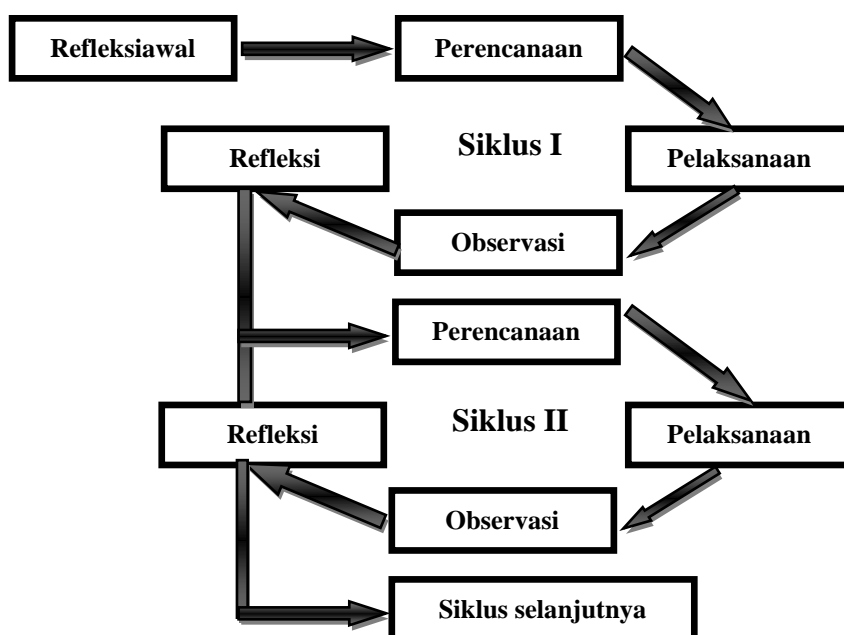 Refleksiawal
Perencanaan
Refleksi
Siklus I
Pelaksanaan
Observasi
Perencanaan
Refleksi
Siklus II
Pelaksanaan
Observasi
Siklus selanjutnya